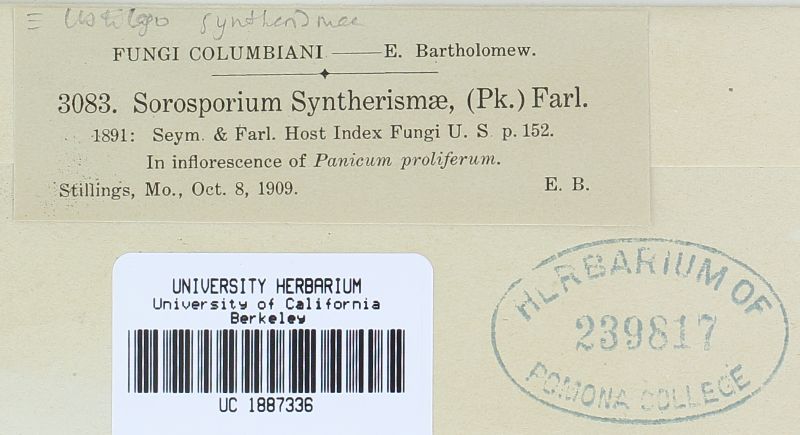 = Ustilago syntherismae
FUNGI COLUMBIANI —— E. Bartholomew.
3083. Sorosporium Syntherismæ, (Pk.) Farl.
1891: Seym. & Farl. Host Index Fungi U. S. p. 152.
In inflorescence of Panicum proliferum.
Stillings, Mo., Oct. 8, 1909. E. B.
UNIVERSITY HERBARIUM
University of California
Berkeley
UC 1887336
HERBARIUM OF
239817
POMONA COLLEGE